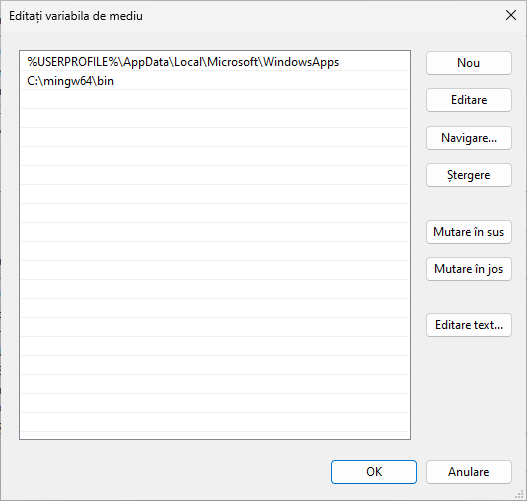 Editați variabila de mediu
%USERPROFILE%\AppData\Local\Microsoft\WindowsApps
C:\mingw64\bin
Nou
Editare
Navigare...
Ștergere
Mutare în sus
Mutare în jos
Editare text...
OK
Anulare